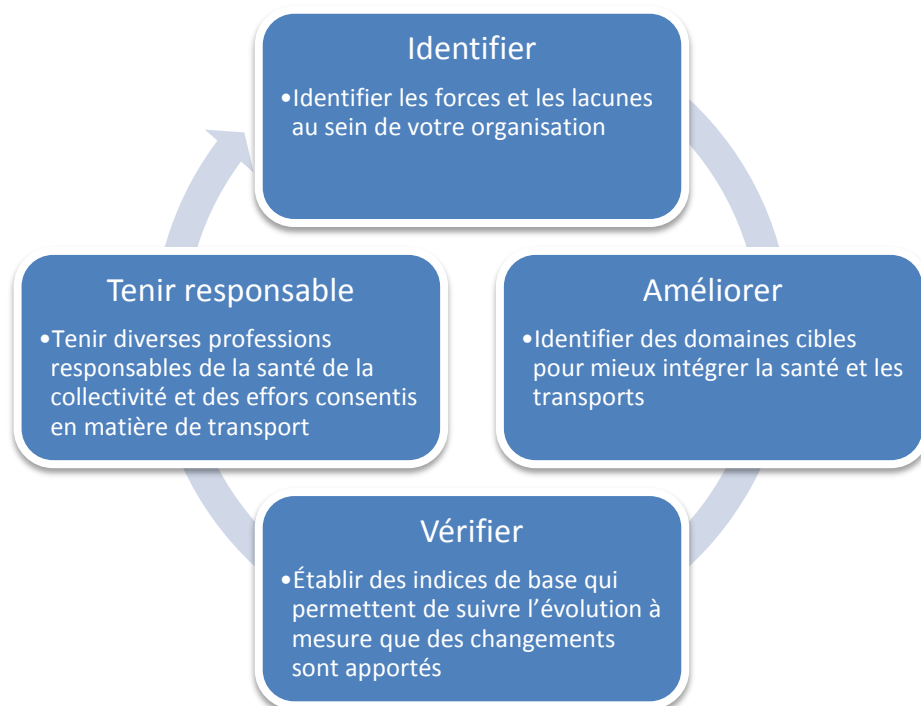 Identifier
•Identifier les forces et les lacunes
au sein de votre organisation
Améliorer
•Identifier des domaines cibles
pour mieux intégrer la santé et les
transports
Vérifier
•Établir des indices de base qui
permettent de suivre l’évolution à
mesure que des changements
sont apportés
Tenir responsable
•Tenir diverses professions
responsables de la santé de la
collectivité et des effors consentis
en matière de transport